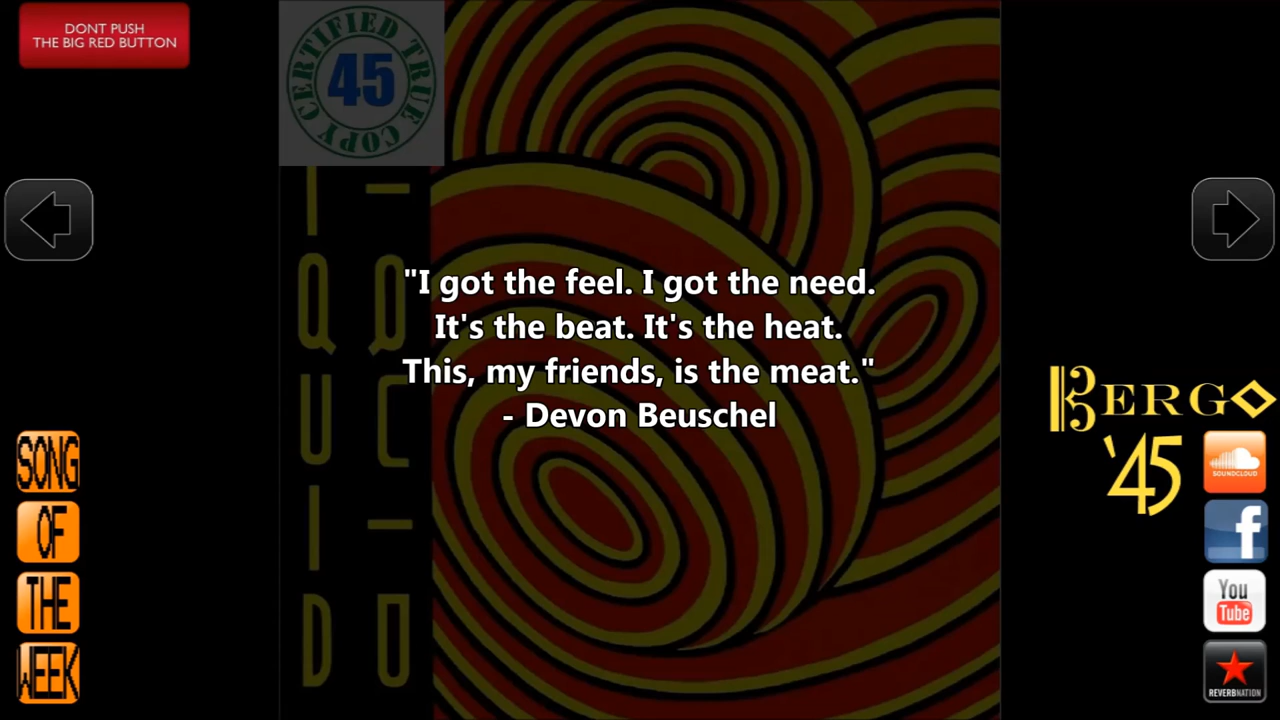 DONT PUSH
THE BIG RED BUTTON
CERTIFIED TRUE COPY
45
LIQUID
"I got the feel. I got the need.
It's the beat. It's the heat.
This, my friends, is the meat."
- Devon Beuschel
SONG
OF
THE
WEEK
BERGO
'45
SOUNDCLOUD
f
You
Tube
REVERBNATION